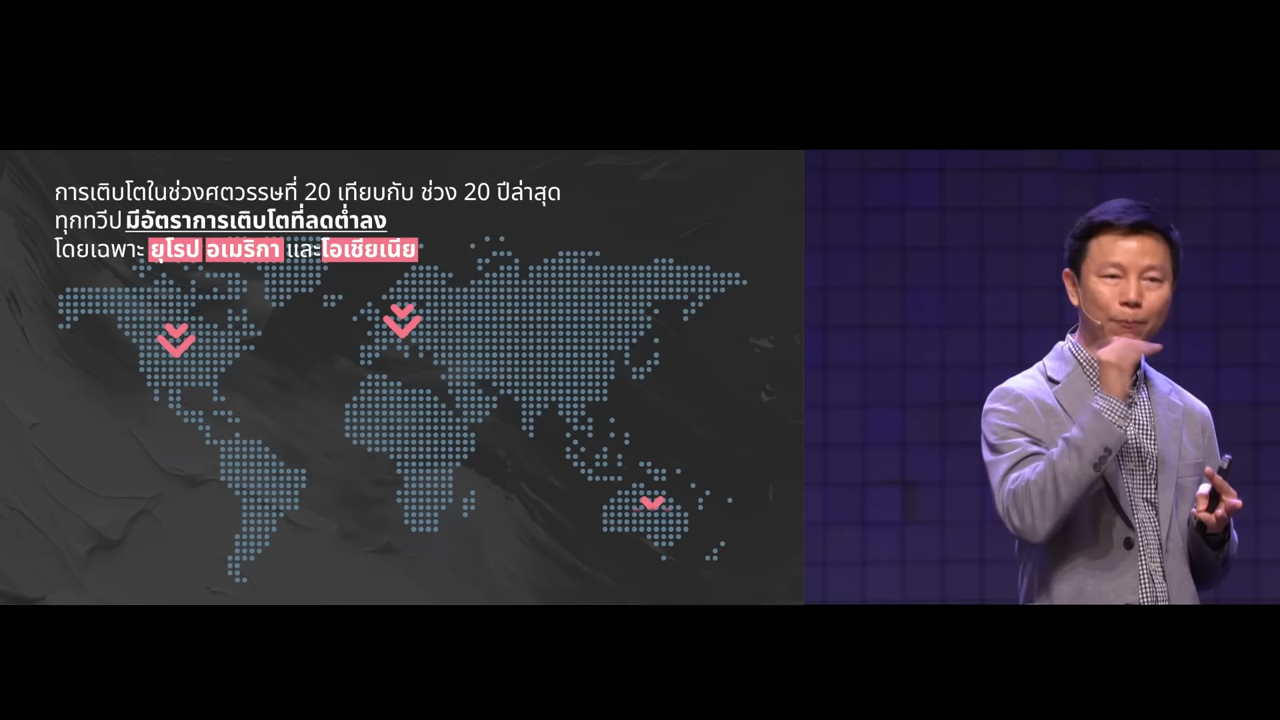 การเติบโตในช่วงศตวรรษที่ 20 เทียบกับ ช่วง 20 ปีล่าสุด
ทุกทวีป มีอัตราการเติบโตที่ลดต่ำลง
โดยเฉพาะ ยุโรป อเมริกา และโอเชียเนีย